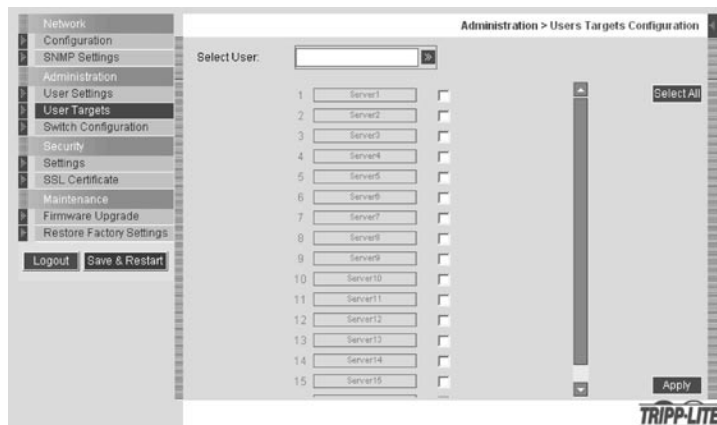 Network
Configuration
SNMP Settings
Administration
User Settings
User Targets
Switch Configuration
Security
Settings
SSL Certificate
Maintenance
Firmware Upgrade
Restore Factory Settings
Logout Save & Restart
Administration > Users Targets Configuration
Select User:
1 Server1
2 Server2
3 Server3
4 Server4
5 Server5
6 Server6
7 Server7
8 Server8
9 Server9
10 Server10
11 Server11
12 Server12
13 Server13
14 Server14
15 Server15
Select All
Apply
TRIPP-LITE